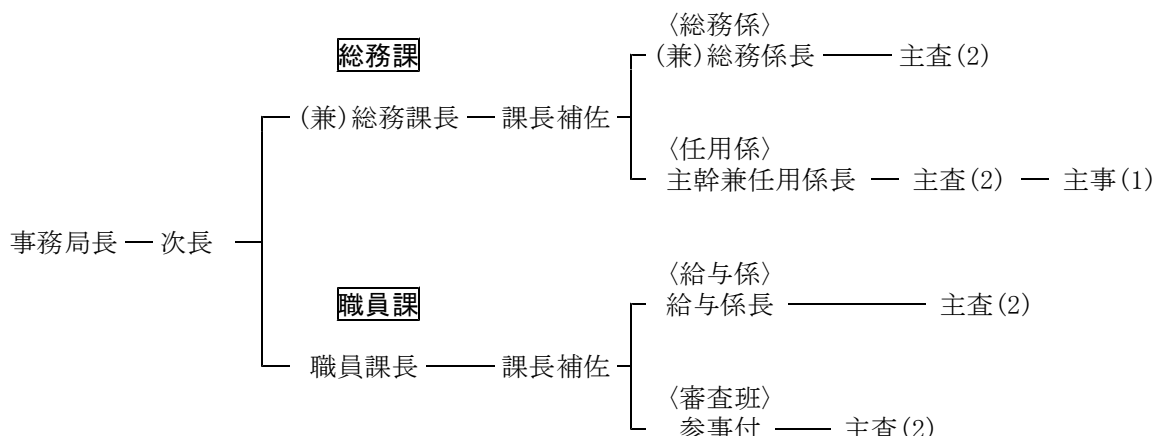 〈総務係〉
総務課
(兼)総務係長 主査(2)
(兼)総務課長 課長補佐
〈任用係〉
主幹兼任用係長 主査(2) 主事(1)
事務局長 次長
〈給与係〉
職員課
給与係長 主査(2)
職員課長 課長補佐
〈審査班〉
参事付 主査(2)